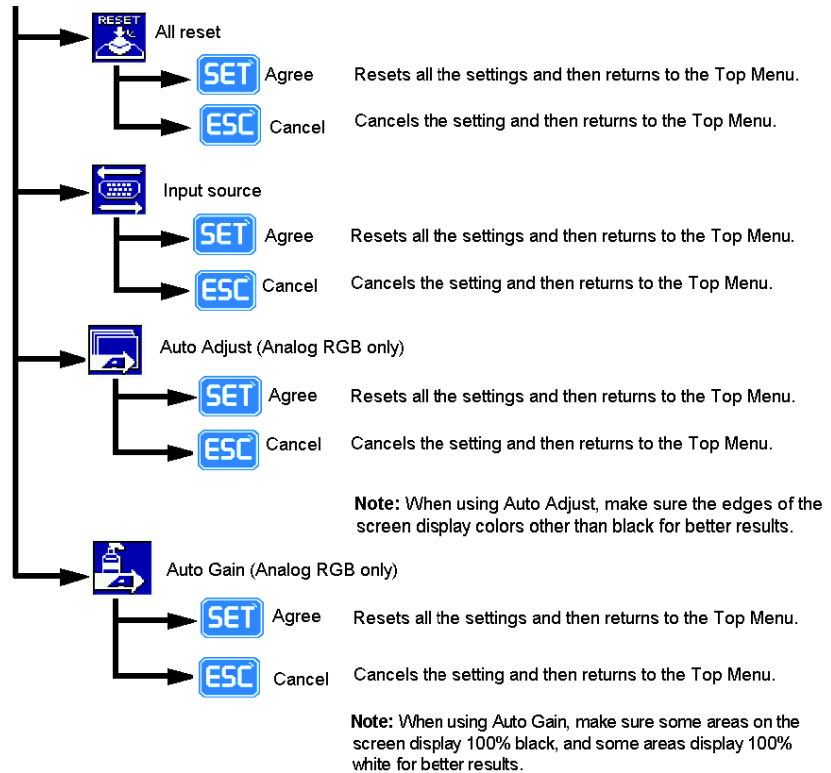 RESET
All reset
SET Agree Resets all the settings and then returns to the Top Menu.
ESC Cancel Cancels the setting and then returns to the Top Menu.
Input source
SET Agree Resets all the settings and then returns to the Top Menu.
ESC Cancel Cancels the setting and then returns to the Top Menu.
Auto Adjust (Analog RGB only)
SET Agree Resets all the settings and then returns to the Top Menu.
ESC Cancel Cancels the setting and then returns to the Top Menu.
Note: When using Auto Adjust, make sure the edges of the
screen display colors other than black for better results.
Auto Gain (Analog RGB only)
SET Agree Resets all the settings and then returns to the Top Menu.
ESC Cancel Cancels the setting and then returns to the Top Menu.
Note: When using Auto Gain, make sure some areas on the
screen display 100% black, and some areas display 100%
white for better results.